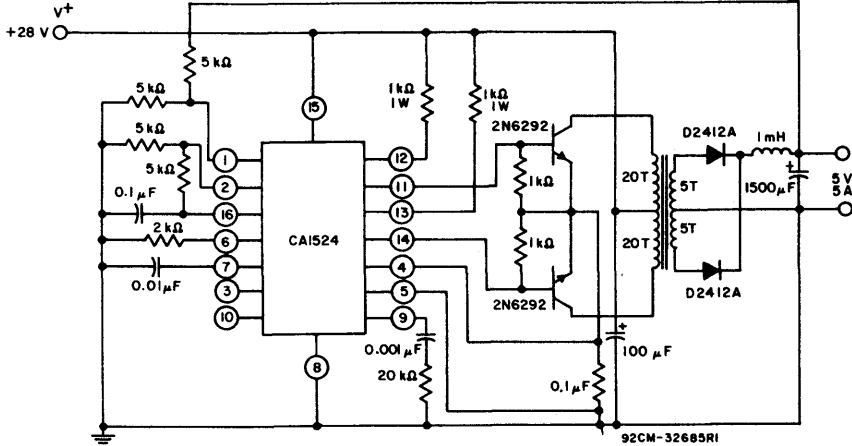 V+
+28 V
5 kΩ
5 kΩ
5 kΩ
5 kΩ
0.1 μF
2 kΩ
0.01 μF
1
2
16
6
7
3
10
15
CA1524
8
12
11
13
14
4
5
9
1 kΩ
1W
1 kΩ
1W
0.001 μF
20 kΩ
2N6292
1 kΩ
1 kΩ
2N6292
20T
20T
5T
5T
D2412A
D2412A
1 mH
+
1500 μF
5 V
5 A
+
100 μF
0.1 μF
92CM-32685R1